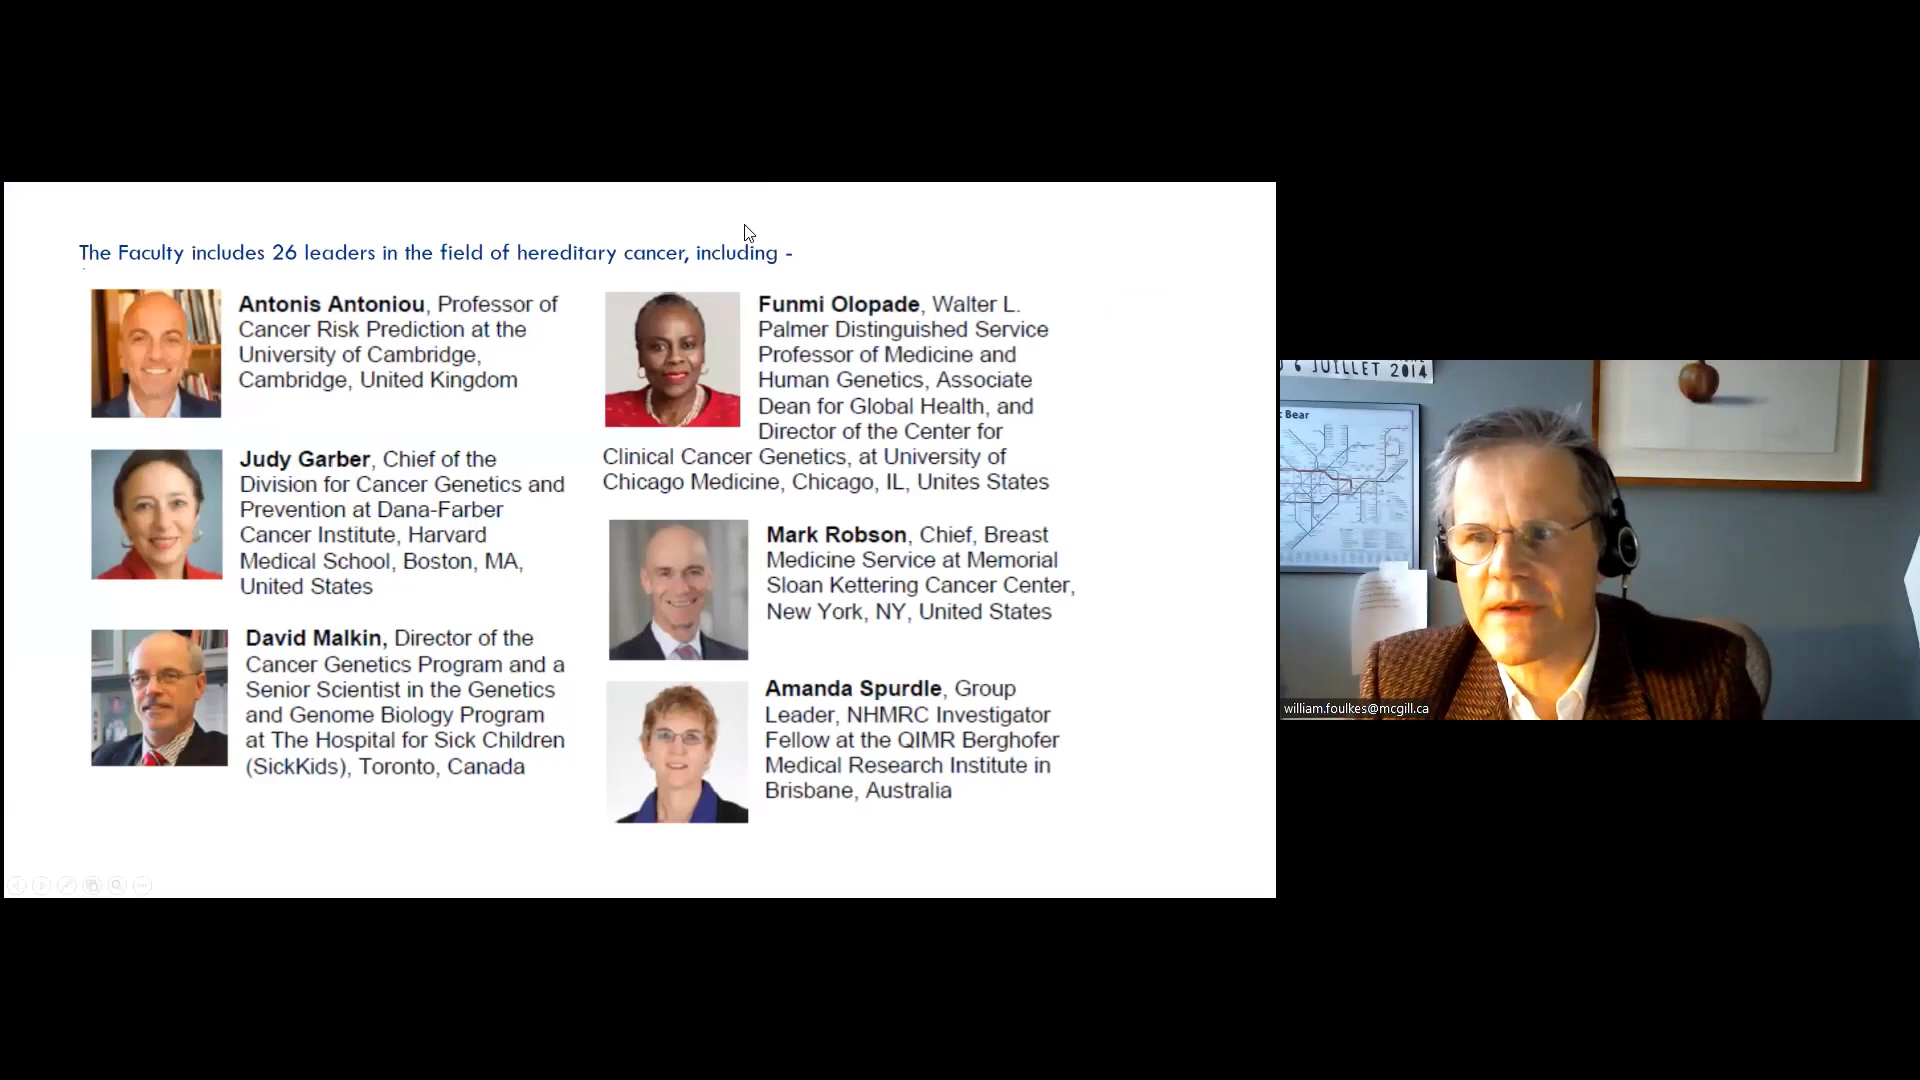 The Faculty includes 26 leaders in the field of hereditary cancer, including -
Antonis Antoniou, Professor of
Cancer Risk Prediction at the
University of Cambridge,
Cambridge, United Kingdom
Judy Garber, Chief of the
Division for Cancer Genetics and
Prevention at Dana-Farber
Cancer Institute, Harvard
Medical School, Boston, MA,
United States
David Malkin, Director of the
Cancer Genetics Program and a
Senior Scientist in the Genetics
and Genome Biology Program
at The Hospital for Sick Children
(SickKids), Toronto, Canada
Funmi Olopade, Walter L.
Palmer Distinguished Service
Professor of Medicine and
Human Genetics, Associate
Dean for Global Health, and
Director of the Center for
Clinical Cancer Genetics, at University of
Chicago Medicine, Chicago, IL, Unites States
Mark Robson, Chief, Breast
Medicine Service at Memorial
Sloan Kettering Cancer Center,
New York, NY, United States
Amanda Spurdle, Group
Leader, NHMRC Investigator
Fellow at the QIMR Berghofer
Medical Research Institute in
Brisbane, Australia
6 JUILLET 2014
Bear
william.foulkes@mcgill.ca